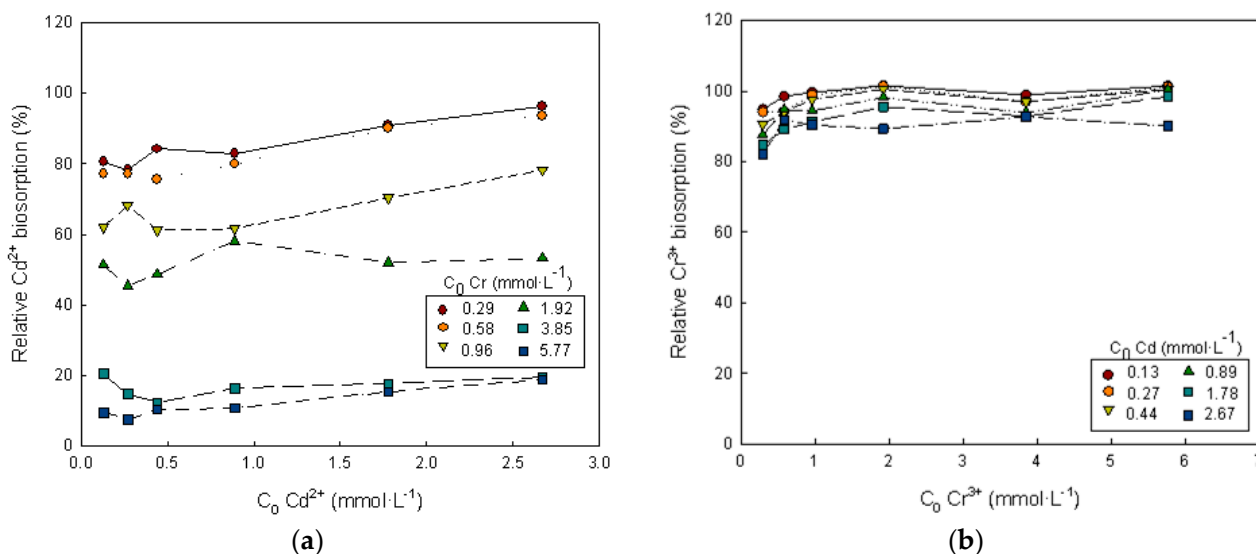 120
100
80
60
40
20
0
Relative Cd²⁺ biosorption (%)
C₀ Cr (mmol·L⁻¹)
0.29 1.92
0.58 3.85
0.96 5.77
0.0 0.5 1.0 1.5 2.0 2.5 3.0
C₀ Cd²⁺ (mmol·L⁻¹)
(a)
120
100
80
60
40
20
0
Relative Cr³⁺ biosorption (%)
C₀ Cd (mmol·L⁻¹)
0.13 0.89
0.27 1.78
0.44 2.67
0 1 2 3 4 5 6 7
C₀ Cr³⁺ (mmol·L⁻¹)
(b)